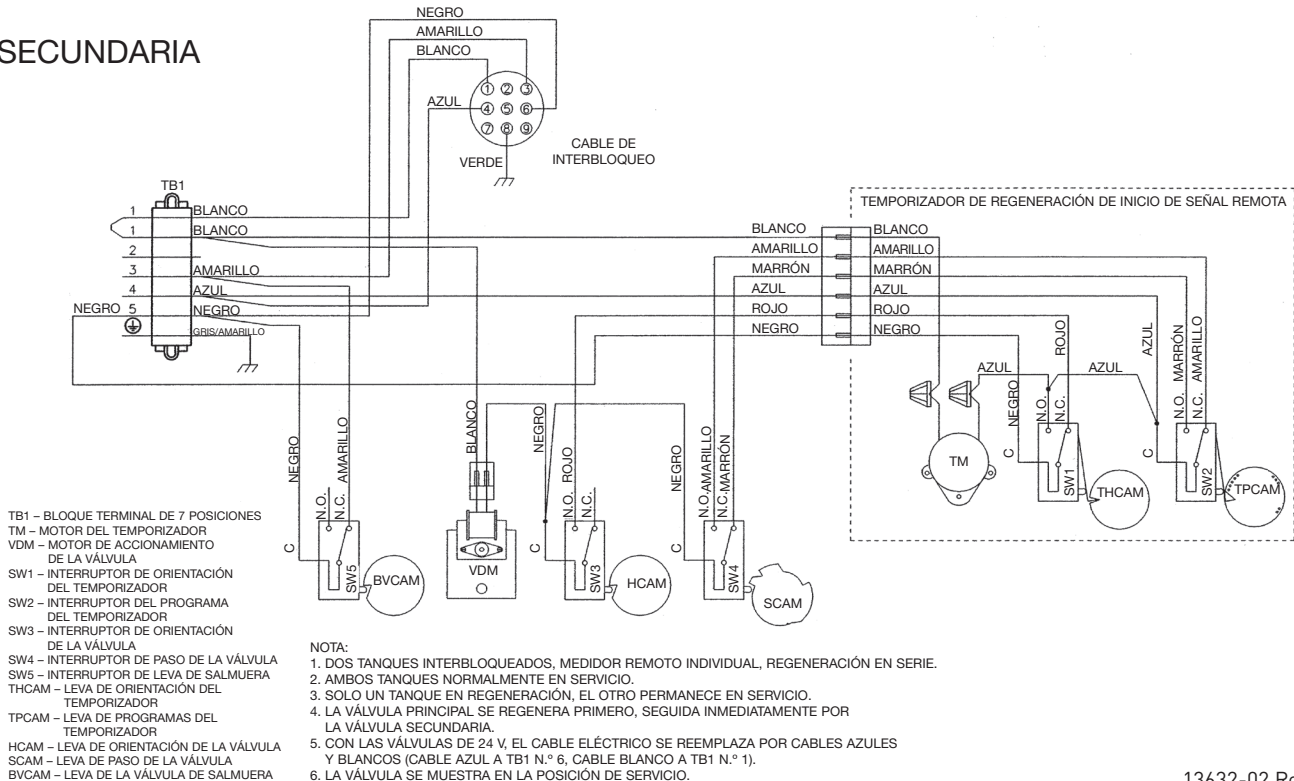 SECUNDARIA
NEGRO
AMARILLO
BLANCO
AZUL
1 2 3
4 5 6
7 8 9
VERDE
CABLE DE
INTERBLOQUEO
TB1
1 BLANCO
1 BLANCO
2
3 AMARILLO
4 AZUL
NEGRO 5 NEGRO
GRIS/AMARILLO
TEMPORIZADOR DE REGENERACIÓN DE INICIO DE SEÑAL REMOTA
BLANCO BLANCO
AMARILLO AMARILLO
MARRÓN MARRÓN
AZUL AZUL
ROJO ROJO
NEGRO NEGRO
AZUL
AZUL
NEGRO
ROJO
AZUL
MARRÓN
AMARILLO
N.O.
N.C.
C
SW1
THCAM
TM
N.O.
N.C.
C
SW2
TPCAM
NEGRO
AMARILLO
N.O.
N.C.
C
SW5
BVCAM
BLANCO
VDM
NEGRO
ROJO
N.O.
N.C.
C
SW3
HCAM
NEGRO
AMARILLO
MARRÓN
N.O.
N.C.
C
SW4
SCAM
TB1 – BLOQUE TERMINAL DE 7 POSICIONES
TM – MOTOR DEL TEMPORIZADOR
VDM – MOTOR DE ACCIONAMIENTO
DE LA VÁLVULA
SW1 – INTERRUPTOR DE ORIENTACIÓN
DEL TEMPORIZADOR
SW2 – INTERRUPTOR DEL PROGRAMA
DEL TEMPORIZADOR
SW3 – INTERRUPTOR DE ORIENTACIÓN
DE LA VÁLVULA
SW4 – INTERRUPTOR DE PASO DE LA VÁLVULA
SW5 – INTERRUPTOR DE LEVA DE SALMUERA
THCAM – LEVA DE ORIENTACIÓN DEL
TEMPORIZADOR
TPCAM – LEVA DE PROGRAMAS DEL
TEMPORIZADOR
HCAM – LEVA DE ORIENTACIÓN DE LA VÁLVULA
SCAM – LEVA DE PASO DE LA VÁLVULA
BVCAM – LEVA DE LA VÁLVULA DE SALMUERA
NOTA:
1. DOS TANQUES INTERBLOQUEADOS, MEDIDOR REMOTO INDIVIDUAL, REGENERACIÓN EN SERIE.
2. AMBOS TANQUES NORMALMENTE EN SERVICIO.
3. SOLO UN TANQUE EN REGENERACIÓN, EL OTRO PERMANECE EN SERVICIO.
4. LA VÁLVULA PRINCIPAL SE REGENERA PRIMERO, SEGUIDA INMEDIATAMENTE POR
LA VÁLVULA SECUNDARIA.
5. CON LAS VÁLVULAS DE 24 V, EL CABLE ELÉCTRICO SE REEMPLAZA POR CABLES AZULES
Y BLANCOS (CABLE AZUL A TB1 N.º 6, CABLE BLANCO A TB1 N.º 1).
6. LA VÁLVULA SE MUESTRA EN LA POSICIÓN DE SERVICIO.
13632-02